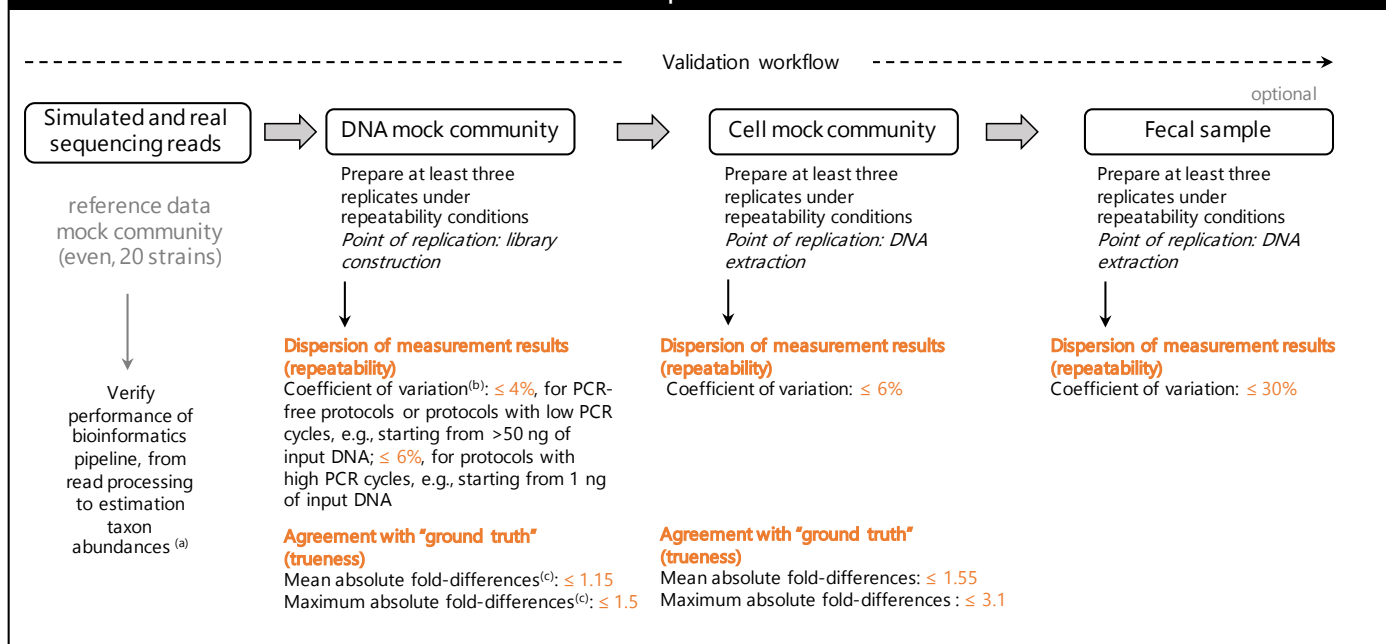 Validation workflow
optional
Simulated and real
sequencing reads
DNA mock community
Cell mock community
Fecal sample
reference data
mock community
(even, 20 strains)
Verify
performance of
bioinformatics
pipeline, from
read processing
to estimation
taxon
abundances (a)
Prepare at least three
replicates under
repeatability conditions
Point of replication: library
construction
Dispersion of measurement results
(repeatability)
Coefficient of variation(b): ≤ 4%, for PCR-
free protocols or protocols with low PCR
cycles, e.g., starting from >50 ng of
input DNA; ≤ 6%, for protocols with
high PCR cycles, e.g., starting from 1 ng
of input DNA
Agreement with “ground truth”
(trueness)
Mean absolute fold-differences(c): ≤ 1.15
Maximum absolute fold-differences(c): ≤ 1.5
Prepare at least three
replicates under
repeatability conditions
Point of replication: DNA
extraction
Dispersion of measurement results
(repeatability)
Coefficient of variation: ≤ 6%
Agreement with “ground truth”
(trueness)
Mean absolute fold-differences: ≤ 1.55
Maximum absolute fold-differences : ≤ 3.1
Prepare at least three
replicates under
repeatability conditions
Point of replication: DNA
extraction
Dispersion of measurement results
(repeatability)
Coefficient of variation: ≤ 30%